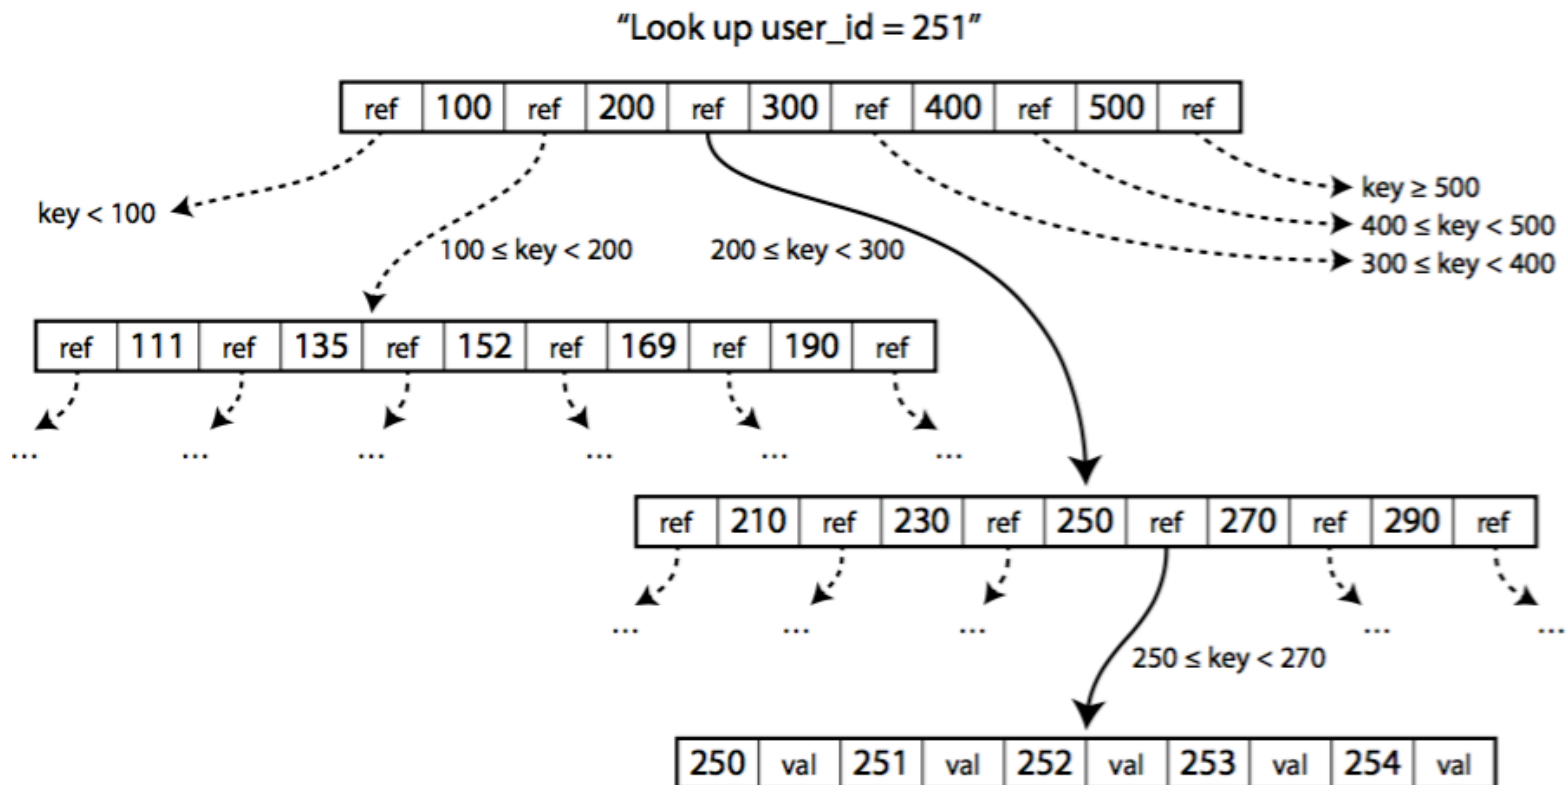 “Look up user_id = 251”
ref 100 ref 200 ref 300 ref 400 ref 500 ref
key < 100
key ≥ 500
400 ≤ key < 500
300 ≤ key < 400
100 ≤ key < 200
200 ≤ key < 300
ref 111 ref 135 ref 152 ref 169 ref 190 ref
... ... ... ... ... ...
ref 210 ref 230 ref 250 ref 270 ref 290 ref
... ... ... ... ...
250 ≤ key < 270
250 val 251 val 252 val 253 val 254 val